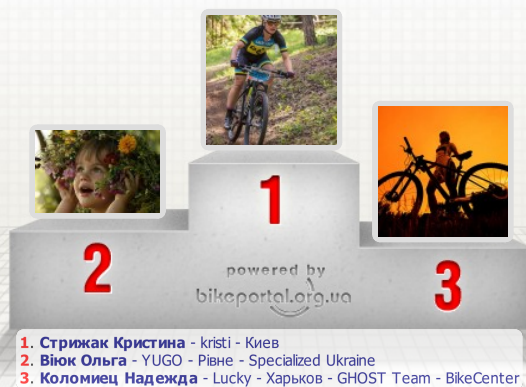 1
2
3
powered by
bikeportal.org.ua
1. Стрижак Кристина - kristi - Киев
2. Віюк Ольга - YUGO - Рівне - Specialized Ukraine
3. Коломиец Надежда - Lucky - Харьков - GHOST Team - BikeCenter